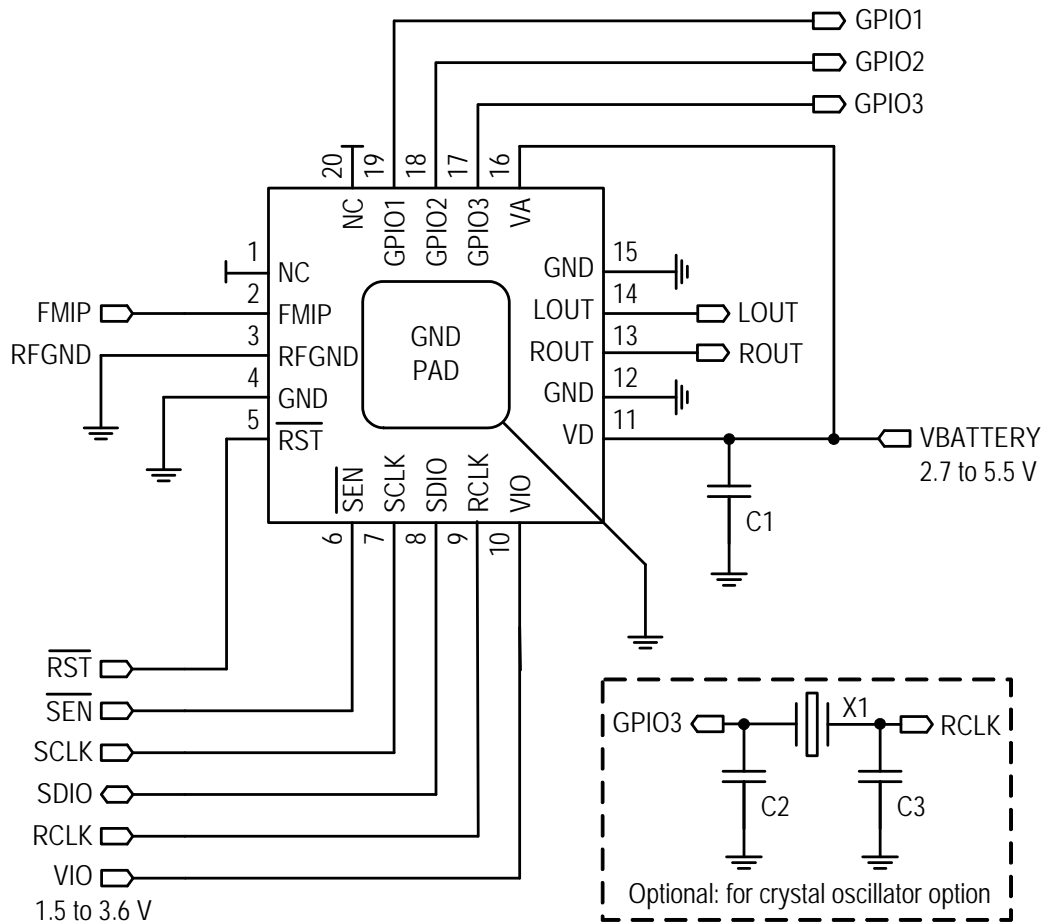 GPIO1
GPIO2
GPIO3
20
19
18
17
16
NC
GPIO1
GPIO2
GPIO3
VA
1
NC
FMIP
2
FMIP
RFGND
3
RFGND
4
GND
5
RST
GND
PAD
15
GND
14
LOUT
LOUT
13
ROUT
ROUT
12
GND
11
VD
VBATTERY
2.7 to 5.5 V
C1
SEN
SCLK
SDIO
RCLK
VIO
6
7
8
9
10
RST
SEN
SCLK
SDIO
RCLK
VIO
1.5 to 3.6 V
GPIO3
X1
RCLK
C2
C3
Optional: for crystal oscillator option